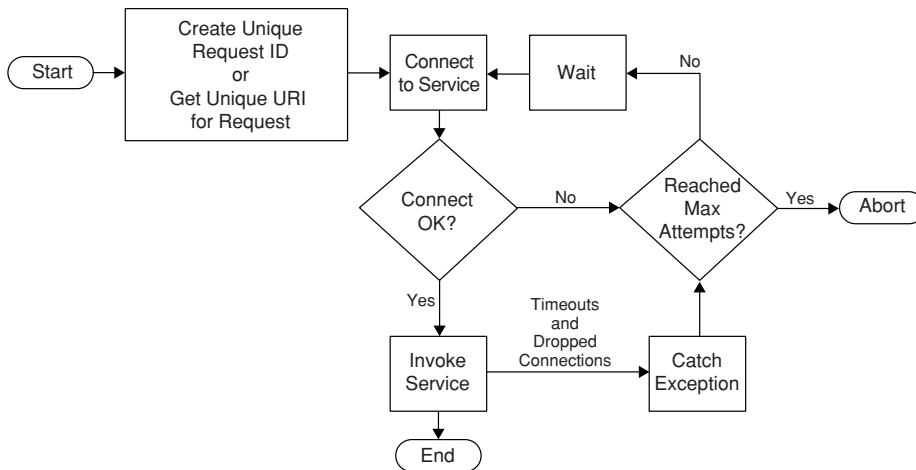 Start
Create Unique
Request ID
or
Get Unique URI
for Request
Connect
to Service
Wait
No
Connect
OK?
No
Reached
Max
Attempts?
Yes
Abort
Yes
Timeouts
and
Dropped
Connections
Invoke
Service
Catch
Exception
End